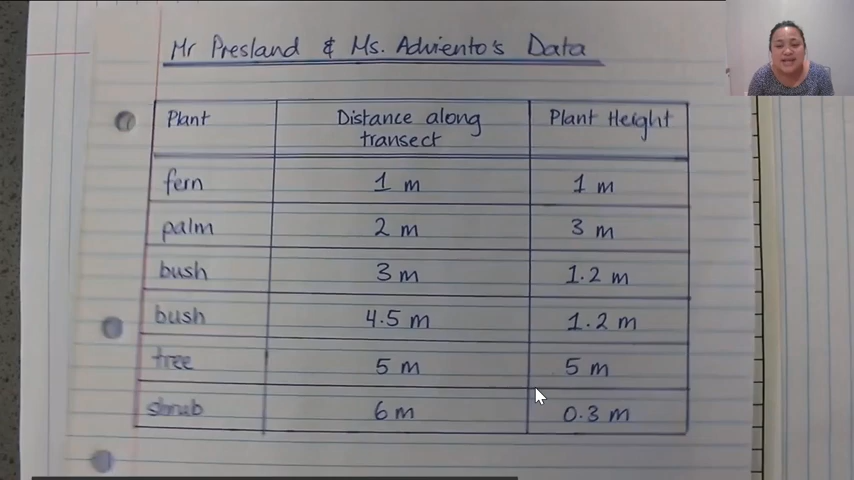 Mr Presland & Ms. Adviento's Data
Plant Distance along transect Plant Height
fern 1 m 1 m
palm 2 m 3 m
bush 3 m 1.2 m
bush 4.5 m 1.2 m
tree 5 m 5 m
shrub 6 m 0.3 m